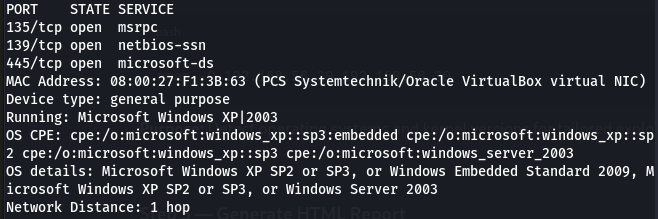 PORT    STATE SERVICE
135/tcp open  msrpc
139/tcp open  netbios-ssn
445/tcp open  microsoft-ds
MAC Address: 08:00:27:F1:3B:63 (PCS Systemtechnik/Oracle VirtualBox virtual NIC)
Device type: general purpose
Running: Microsoft Windows XP|2003
OS CPE: cpe:/o:microsoft:windows_xp::sp3:embedded cpe:/o:microsoft:windows_xp::sp
2 cpe:/o:microsoft:windows_xp::sp3 cpe:/o:microsoft:windows_server_2003
OS details: Microsoft Windows XP SP2 or SP3, or Windows Embedded Standard 2009, M
icrosoft Windows XP SP2 or SP3, or Windows Server 2003
Network Distance: 1 hop
Generate HTML Report